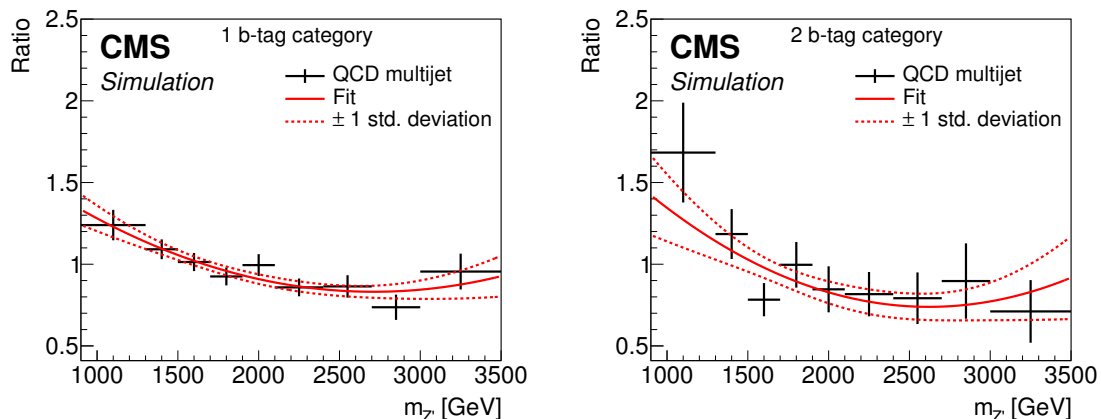 Ratio
2.5
2
1.5
1
0.5
CMS
Simulation
1 b-tag category
QCD multijet
Fit
± 1 std. deviation
1000 1500 2000 2500 3000 3500
m_Z' [GeV]
Ratio
2.5
2
1.5
1
0.5
CMS
Simulation
2 b-tag category
QCD multijet
Fit
± 1 std. deviation
1000 1500 2000 2500 3000 3500
m_Z' [GeV]